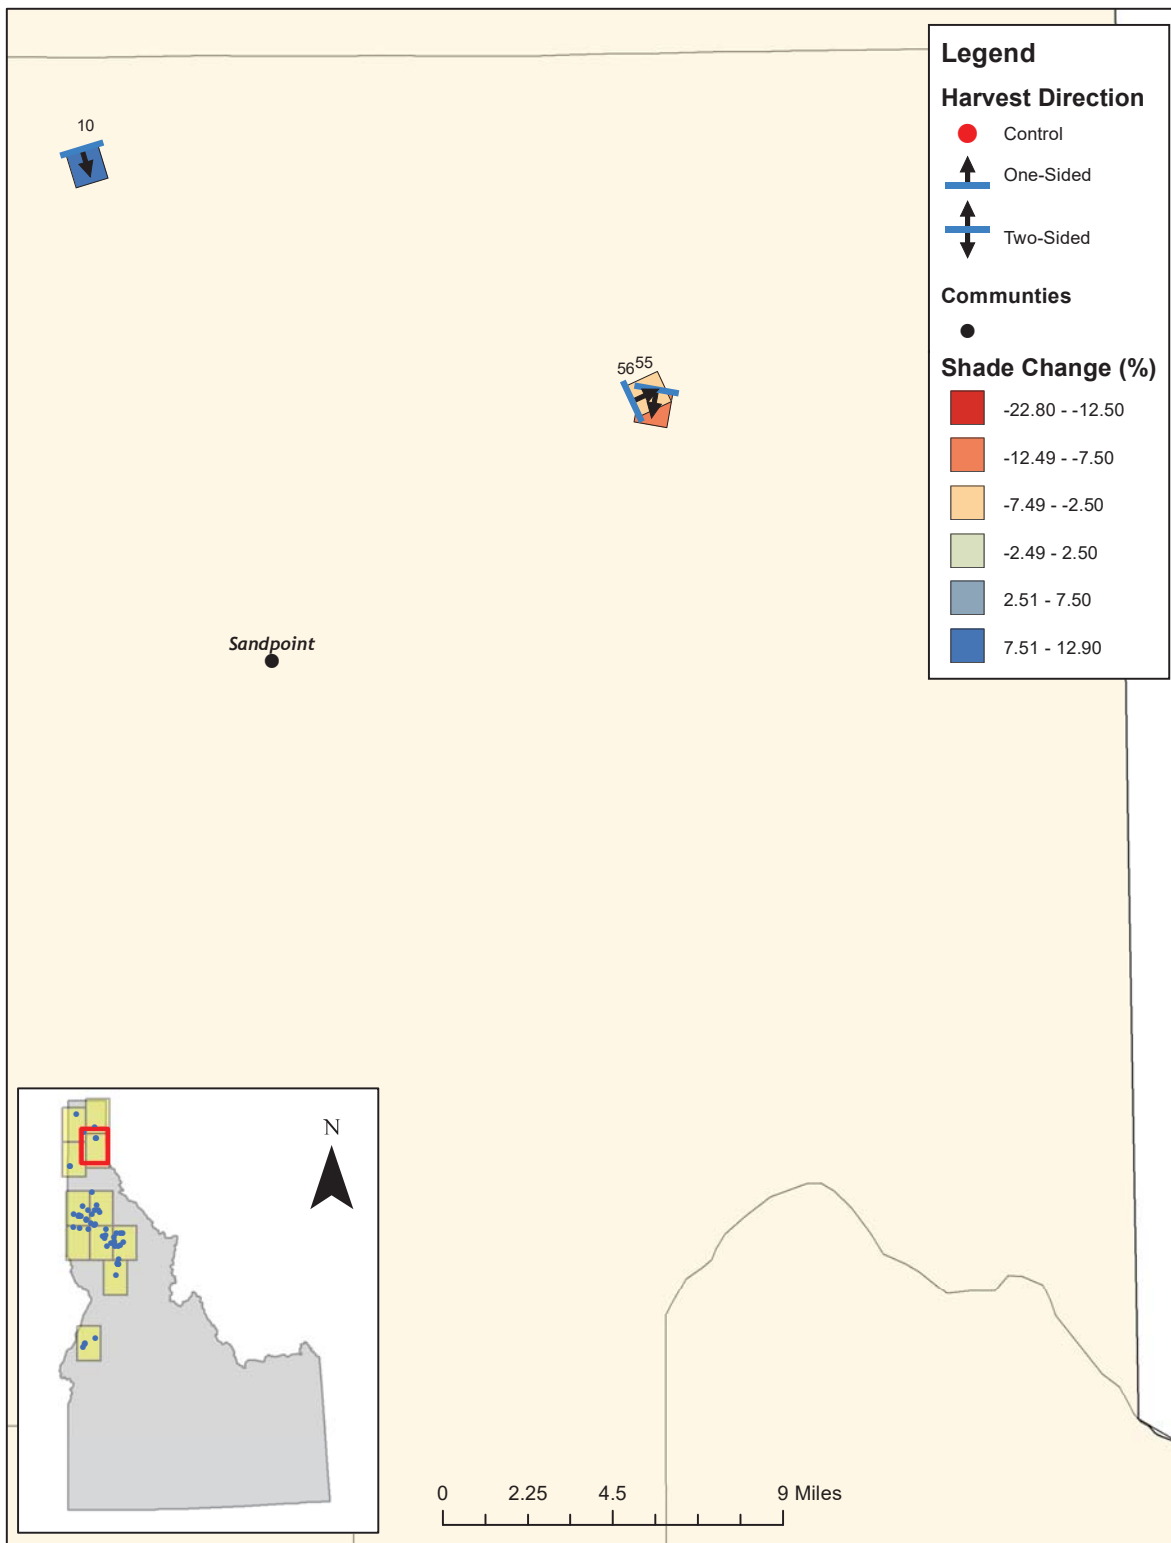 Legend
Harvest Direction
Control
One-Sided
Two-Sided
Communties
Shade Change (%)
-22.80 - -12.50
-12.49 - -7.50
-7.49 - -2.50
-2.49 - 2.50
2.51 - 7.50
7.51 - 12.90
10
56 55
Sandpoint
N
0 2.25 4.5 9 Miles